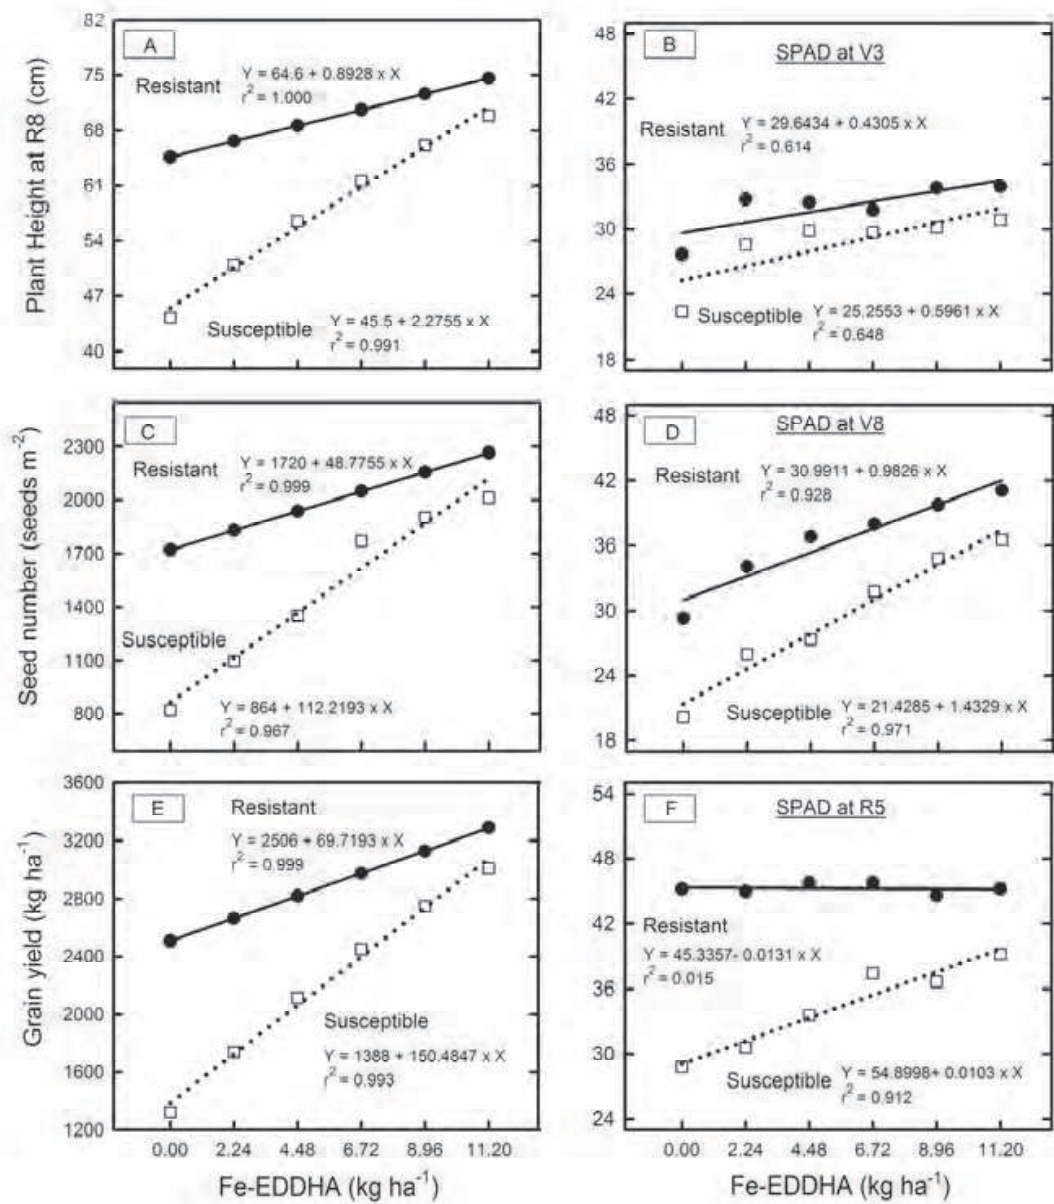 A
Plant Height at R8 (cm)
82
75
68
61
54
47
40
Resistant
Y = 64.6 + 0.8928 x X
r² = 1.000
Susceptible
Y = 45.5 + 2.2755 x X
r² = 0.991
B
SPAD at V3
48
42
36
30
24
18
Resistant
Y = 29.6434 + 0.4305 x X
r² = 0.614
Susceptible
Y = 25.2553 + 0.5961 x X
r² = 0.648
C
Seed number (seeds m⁻²)
2300
2000
1700
1400
1100
800
Resistant
Y = 1720 + 48.7755 x X
r² = 0.999
Susceptible
Y = 864 + 112.2193 x X
r² = 0.967
D
SPAD at V8
48
42
36
30
24
18
Resistant
Y = 30.9911 + 0.9826 x X
r² = 0.928
Susceptible
Y = 21.4285 + 1.4329 x X
r² = 0.971
E
Grain yield (kg ha⁻¹)
3600
3200
2800
2400
2000
1600
1200
Resistant
Y = 2506 + 69.7193 x X
r² = 0.999
Susceptible
Y = 1388 + 150.4847 x X
r² = 0.993
0.00 2.24 4.48 6.72 8.96 11.20
Fe-EDDHA (kg ha⁻¹)
F
SPAD at R5
54
48
42
36
30
24
Resistant
Y = 45.3357- 0.0131 x X
r² = 0.015
Susceptible
Y = 54.8998+ 0.0103 x X
r² = 0.912
0.00 2.24 4.48 6.72 8.96 11.20
Fe-EDDHA (kg ha⁻¹)